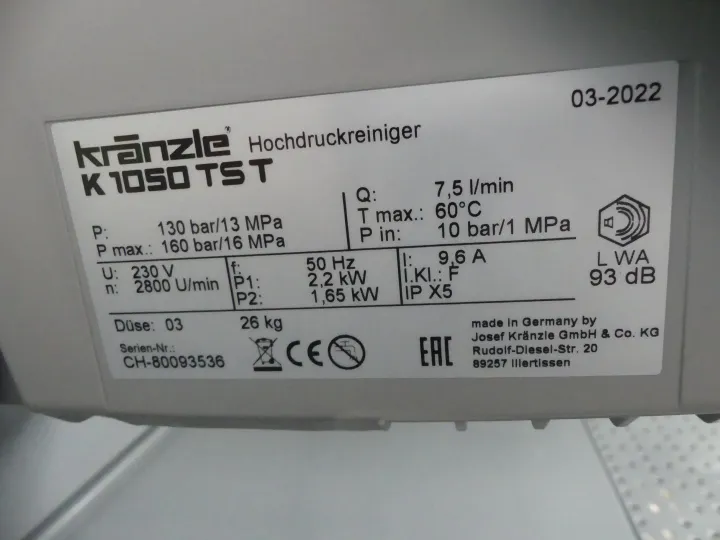 03-2022
kränzle Hochdruckreiniger
K 1050 TS T
P: 130 bar/13 MPa
P max.: 160 bar/16 MPa
Q: 7,5 l/min
T max.: 60°C
P in: 10 bar/1 MPa
U: 230 V
n: 2800 U/min
f: 50 Hz
P1: 2,2 kW
P2: 1,65 kW
I: 9,6 A
I.Kl.: F
IP X5
L WA
93 dB
Düse: 03 26 kg
Serien-Nr.:
CH-80093536
CE
EAC
made in Germany by
Josef Kränzle GmbH & Co. KG
Rudolf-Diesel-Str. 20
89257 Illertissen